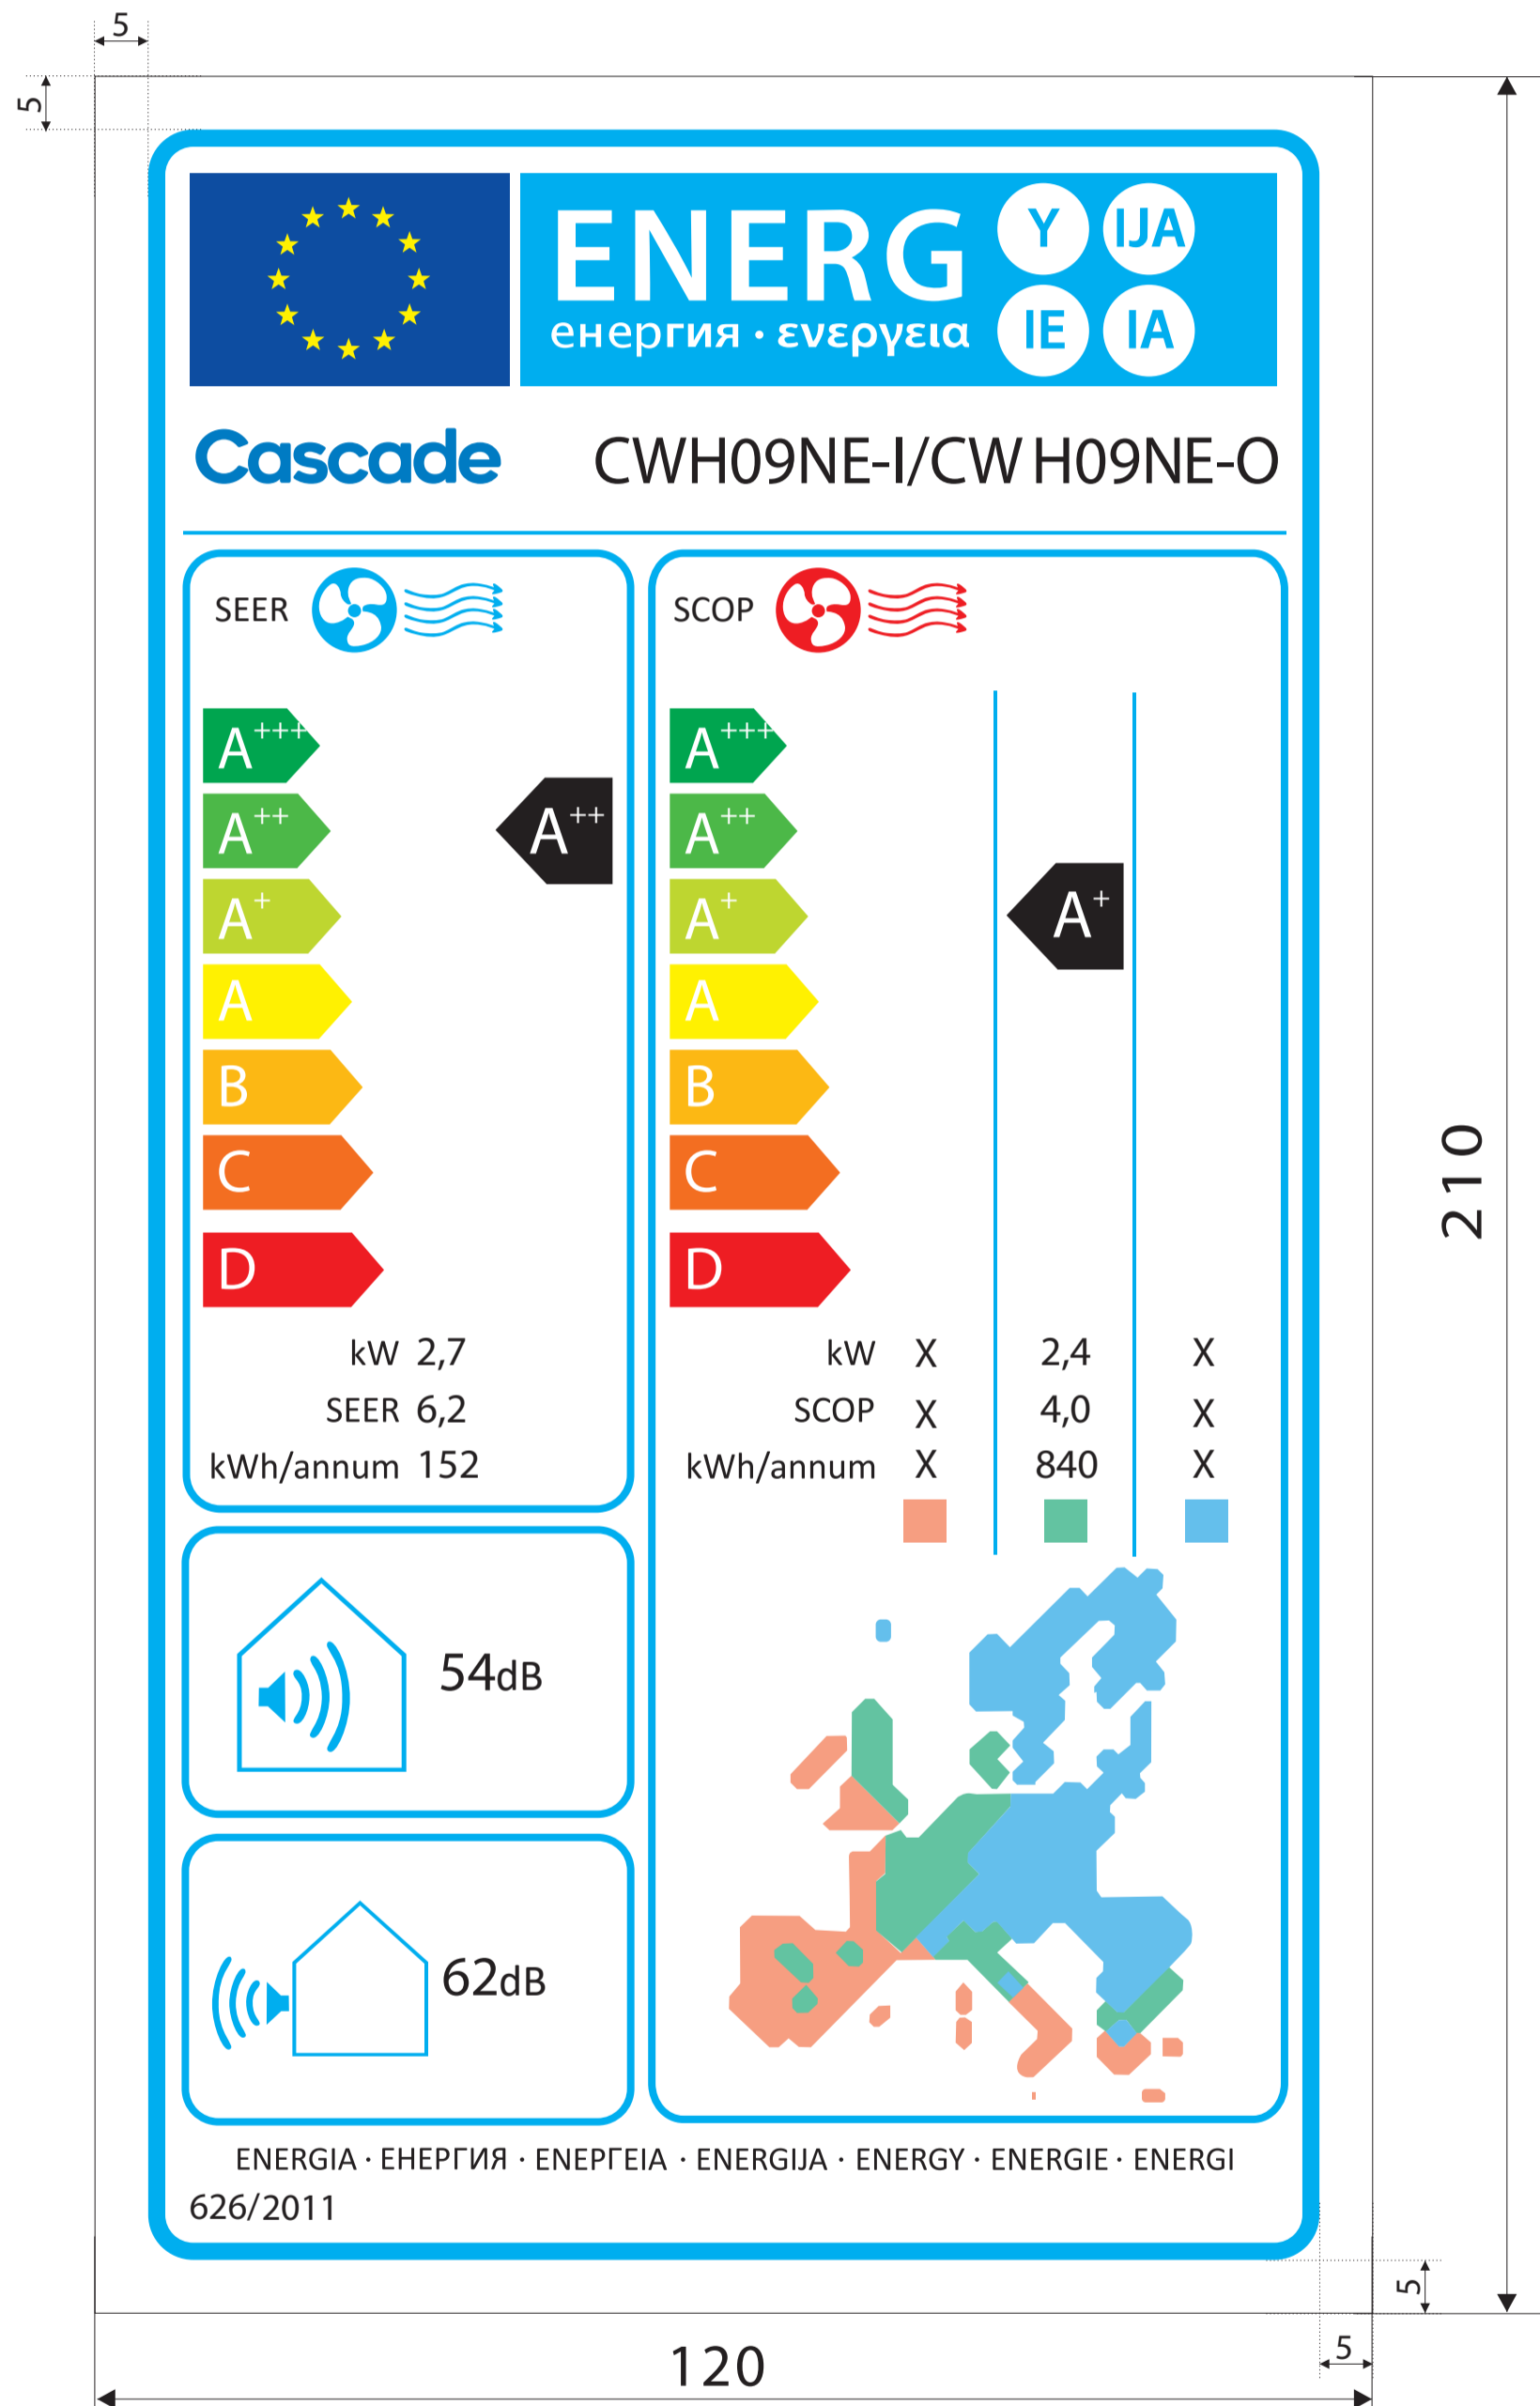 5
5
ENERG
Y IJA
IE IA
енергия · ενεργεια
Cascade CWH09NE-I/CW H09NE-O
SEER
SCOP
A+++ A+++
A++ A++ A++
A+ A+ A+
A A
B B
C C
D D
kW 2,7 kW X 2,4 X
SEER 6,2 SCOP X 4,0 X
kWh/annum 152 kWh/annum X 840 X
54dB
62dB
ENERGIA · ЕНЕРГИЯ · ΕΝΕΡΓΕΙΑ · ENERGIJA · ENERGY · ENERGIE · ENERGI
626/2011
210
5
5
120